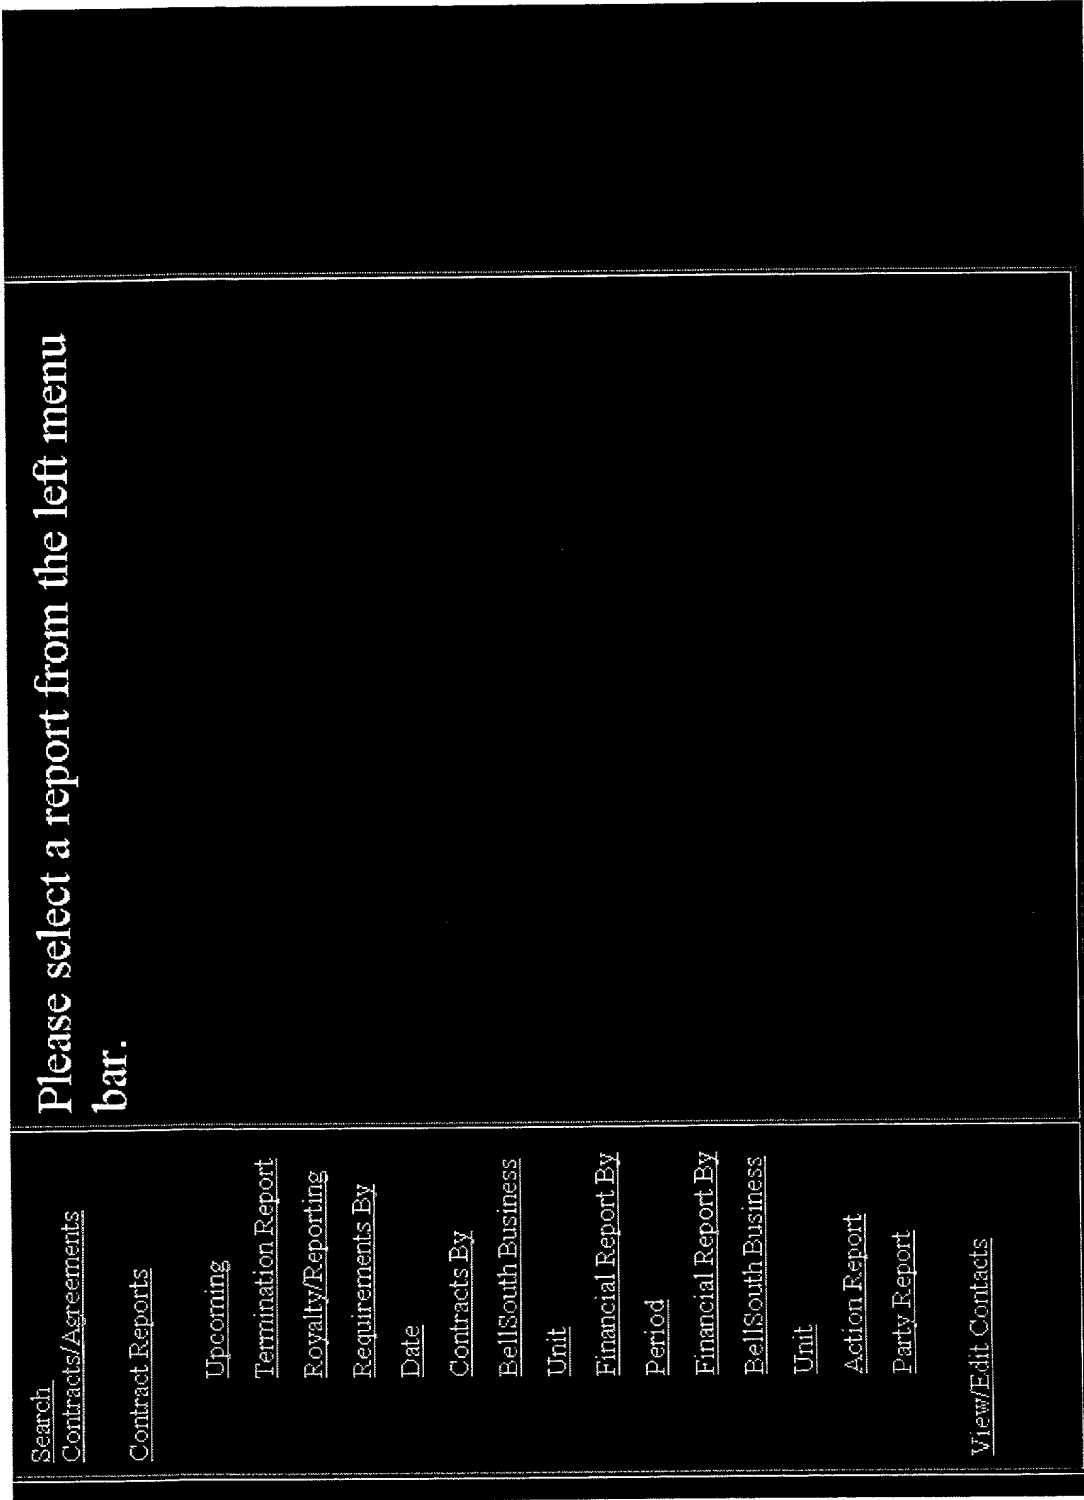 Search
Contracts/Agreements
Contract Reports
Upcoming
Termination Report
Royalty/Reporting
Requirements By
Date
Contracts By
BellSouth Business
Unit
Financial Report By
Period
Financial Report By
BellSouth Business
Unit
Action Report
Party Report
View/Edit Contacts
Please select a report from the left menu
bar.